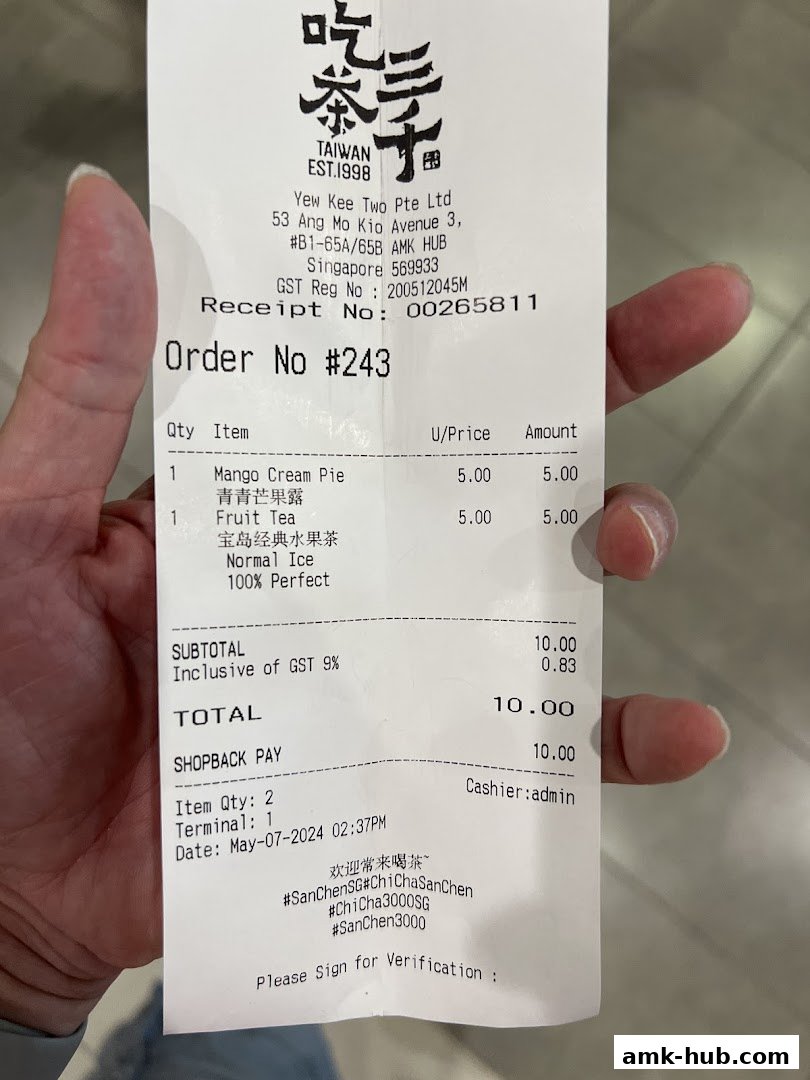 吃茶三千
TAIWAN
EST.1998
Yew Kee Two Pte Ltd
53 Ang Mo Kio Avenue 3,
#B1-65A/65B AMK HUB
Singapore 569933
GST Reg No : 200512045M
Receipt No: 00265811
Order No #243
Qty Item U/Price Amount
1 Mango Cream Pie 5.00 5.00
青青芒果露
1 Fruit Tea 5.00 5.00
宝岛经典水果茶
Normal Ice
100% Perfect
SUBTOTAL 10.00
Inclusive of GST 9% 0.83
TOTAL 10.00
SHOPBACK PAY 10.00
Item Qty: 2 Cashier:admin
Terminal: 1
Date: May-07-2024 02:37PM
欢迎常来喝茶~
#SanChenSG#ChiChaSanChen
#ChiCha3000SG
#SanChen3000
Please Sign for Verification :
amk-hub.com